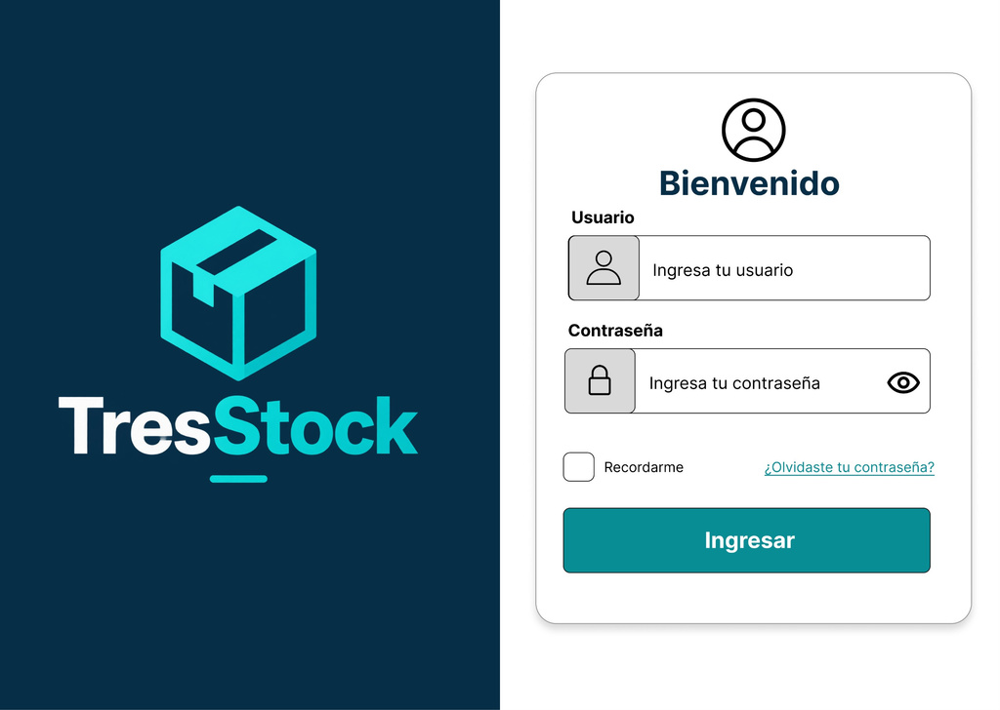 TresStock
Bienvenido
Usuario
Ingresa tu usuario
Contraseña
Ingresa tu contraseña
Recordarme
¿Olvidaste tu contraseña?
Ingresar